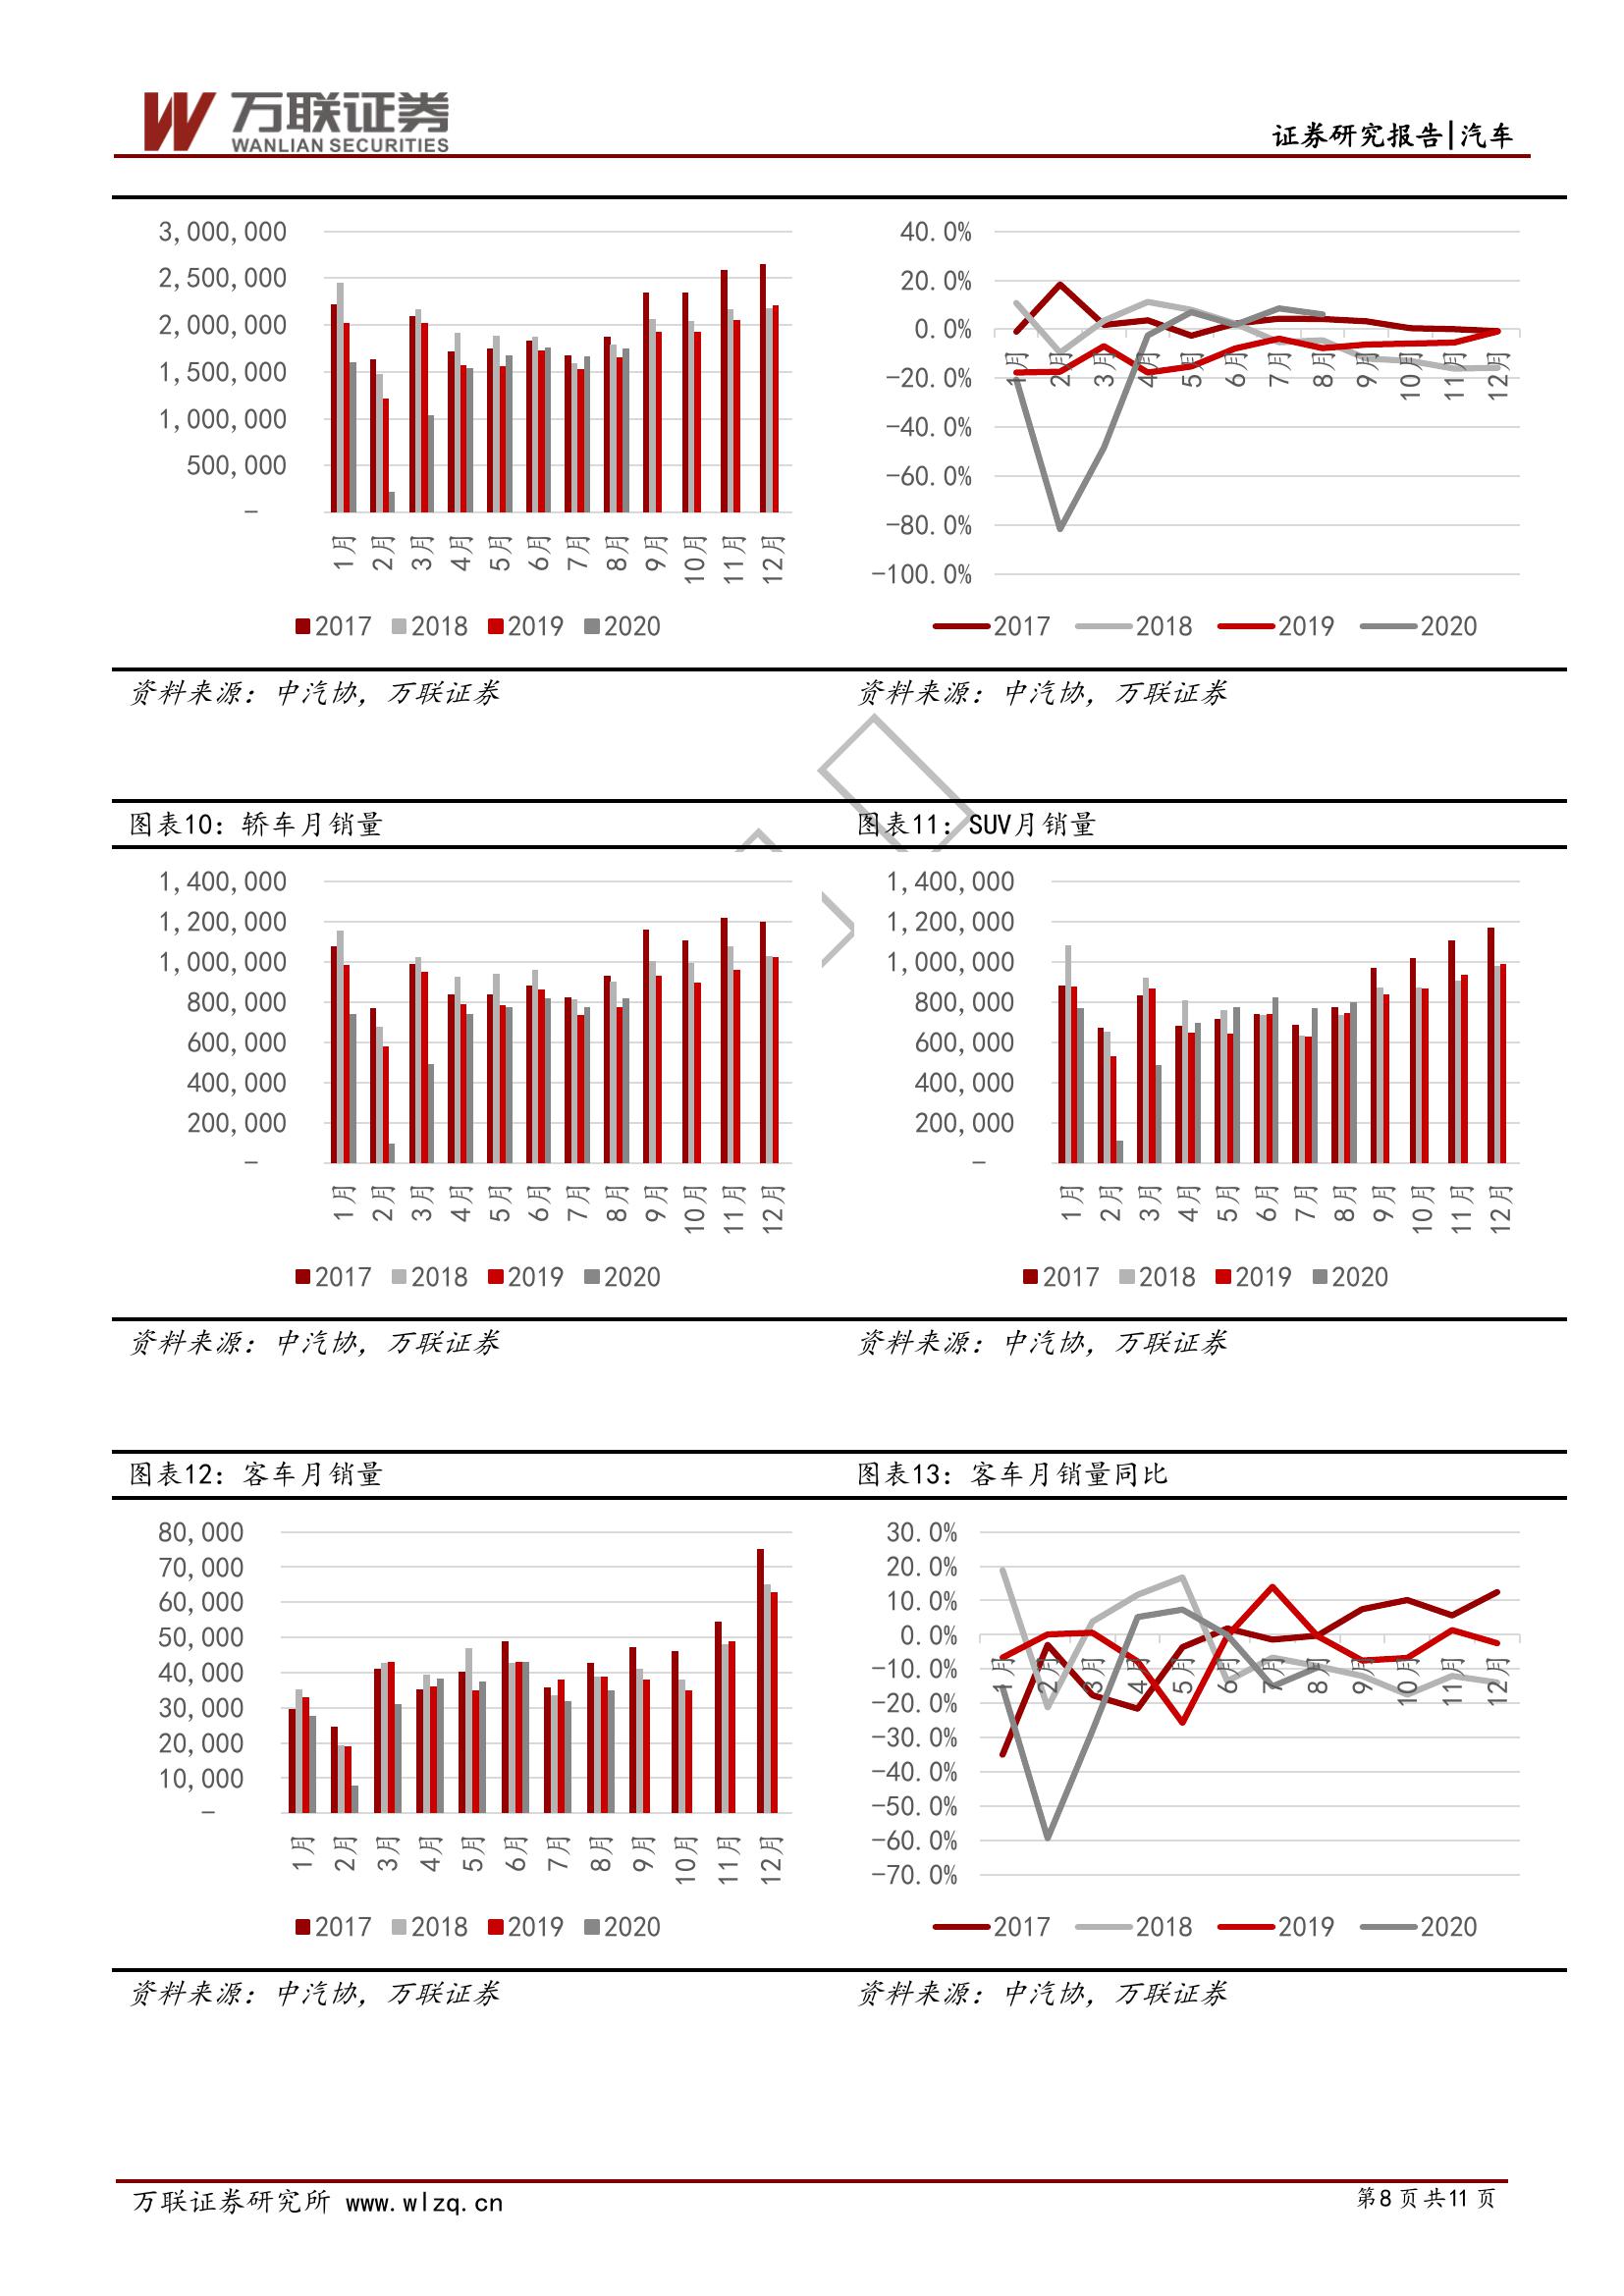 万联证券
WANLIAN SECURITIES
证券研究报告|汽车
3,000,000
2,500,000
2,000,000
1,500,000
1,000,000
500,000
-
1月 2月 3月 4月 5月 6月 7月 8月 9月 10月 11月 12月
2017 2018 2019 2020
40.0%
20.0%
0.0%
-20.0%
-40.0%
-60.0%
-80.0%
-100.0%
1月 2月 3月 4月 5月 6月 7月 8月 9月 10月 11月 12月
2017 2018 2019 2020
资料来源：中汽协，万联证券
资料来源：中汽协，万联证券
图表10：轿车月销量
图表11：SUV月销量
1,400,000
1,200,000
1,000,000
800,000
600,000
400,000
200,000
-
1月 2月 3月 4月 5月 6月 7月 8月 9月 10月 11月 12月
2017 2018 2019 2020
1,400,000
1,200,000
1,000,000
800,000
600,000
400,000
200,000
-
1月 2月 3月 4月 5月 6月 7月 8月 9月 10月 11月 12月
2017 2018 2019 2020
资料来源：中汽协，万联证券
资料来源：中汽协，万联证券
图表12：客车月销量
图表13：客车月销量同比
80,000
70,000
60,000
50,000
40,000
30,000
20,000
10,000
-
1月 2月 3月 4月 5月 6月 7月 8月 9月 10月 11月 12月
2017 2018 2019 2020
30.0%
20.0%
10.0%
0.0%
-10.0%
-20.0%
-30.0%
-40.0%
-50.0%
-60.0%
-70.0%
1月 2月 3月 4月 5月 6月 7月 8月 9月 10月 11月 12月
2017 2018 2019 2020
资料来源：中汽协，万联证券
资料来源：中汽协，万联证券
万联证券研究所 www.wlzq.cn
第8页共11页